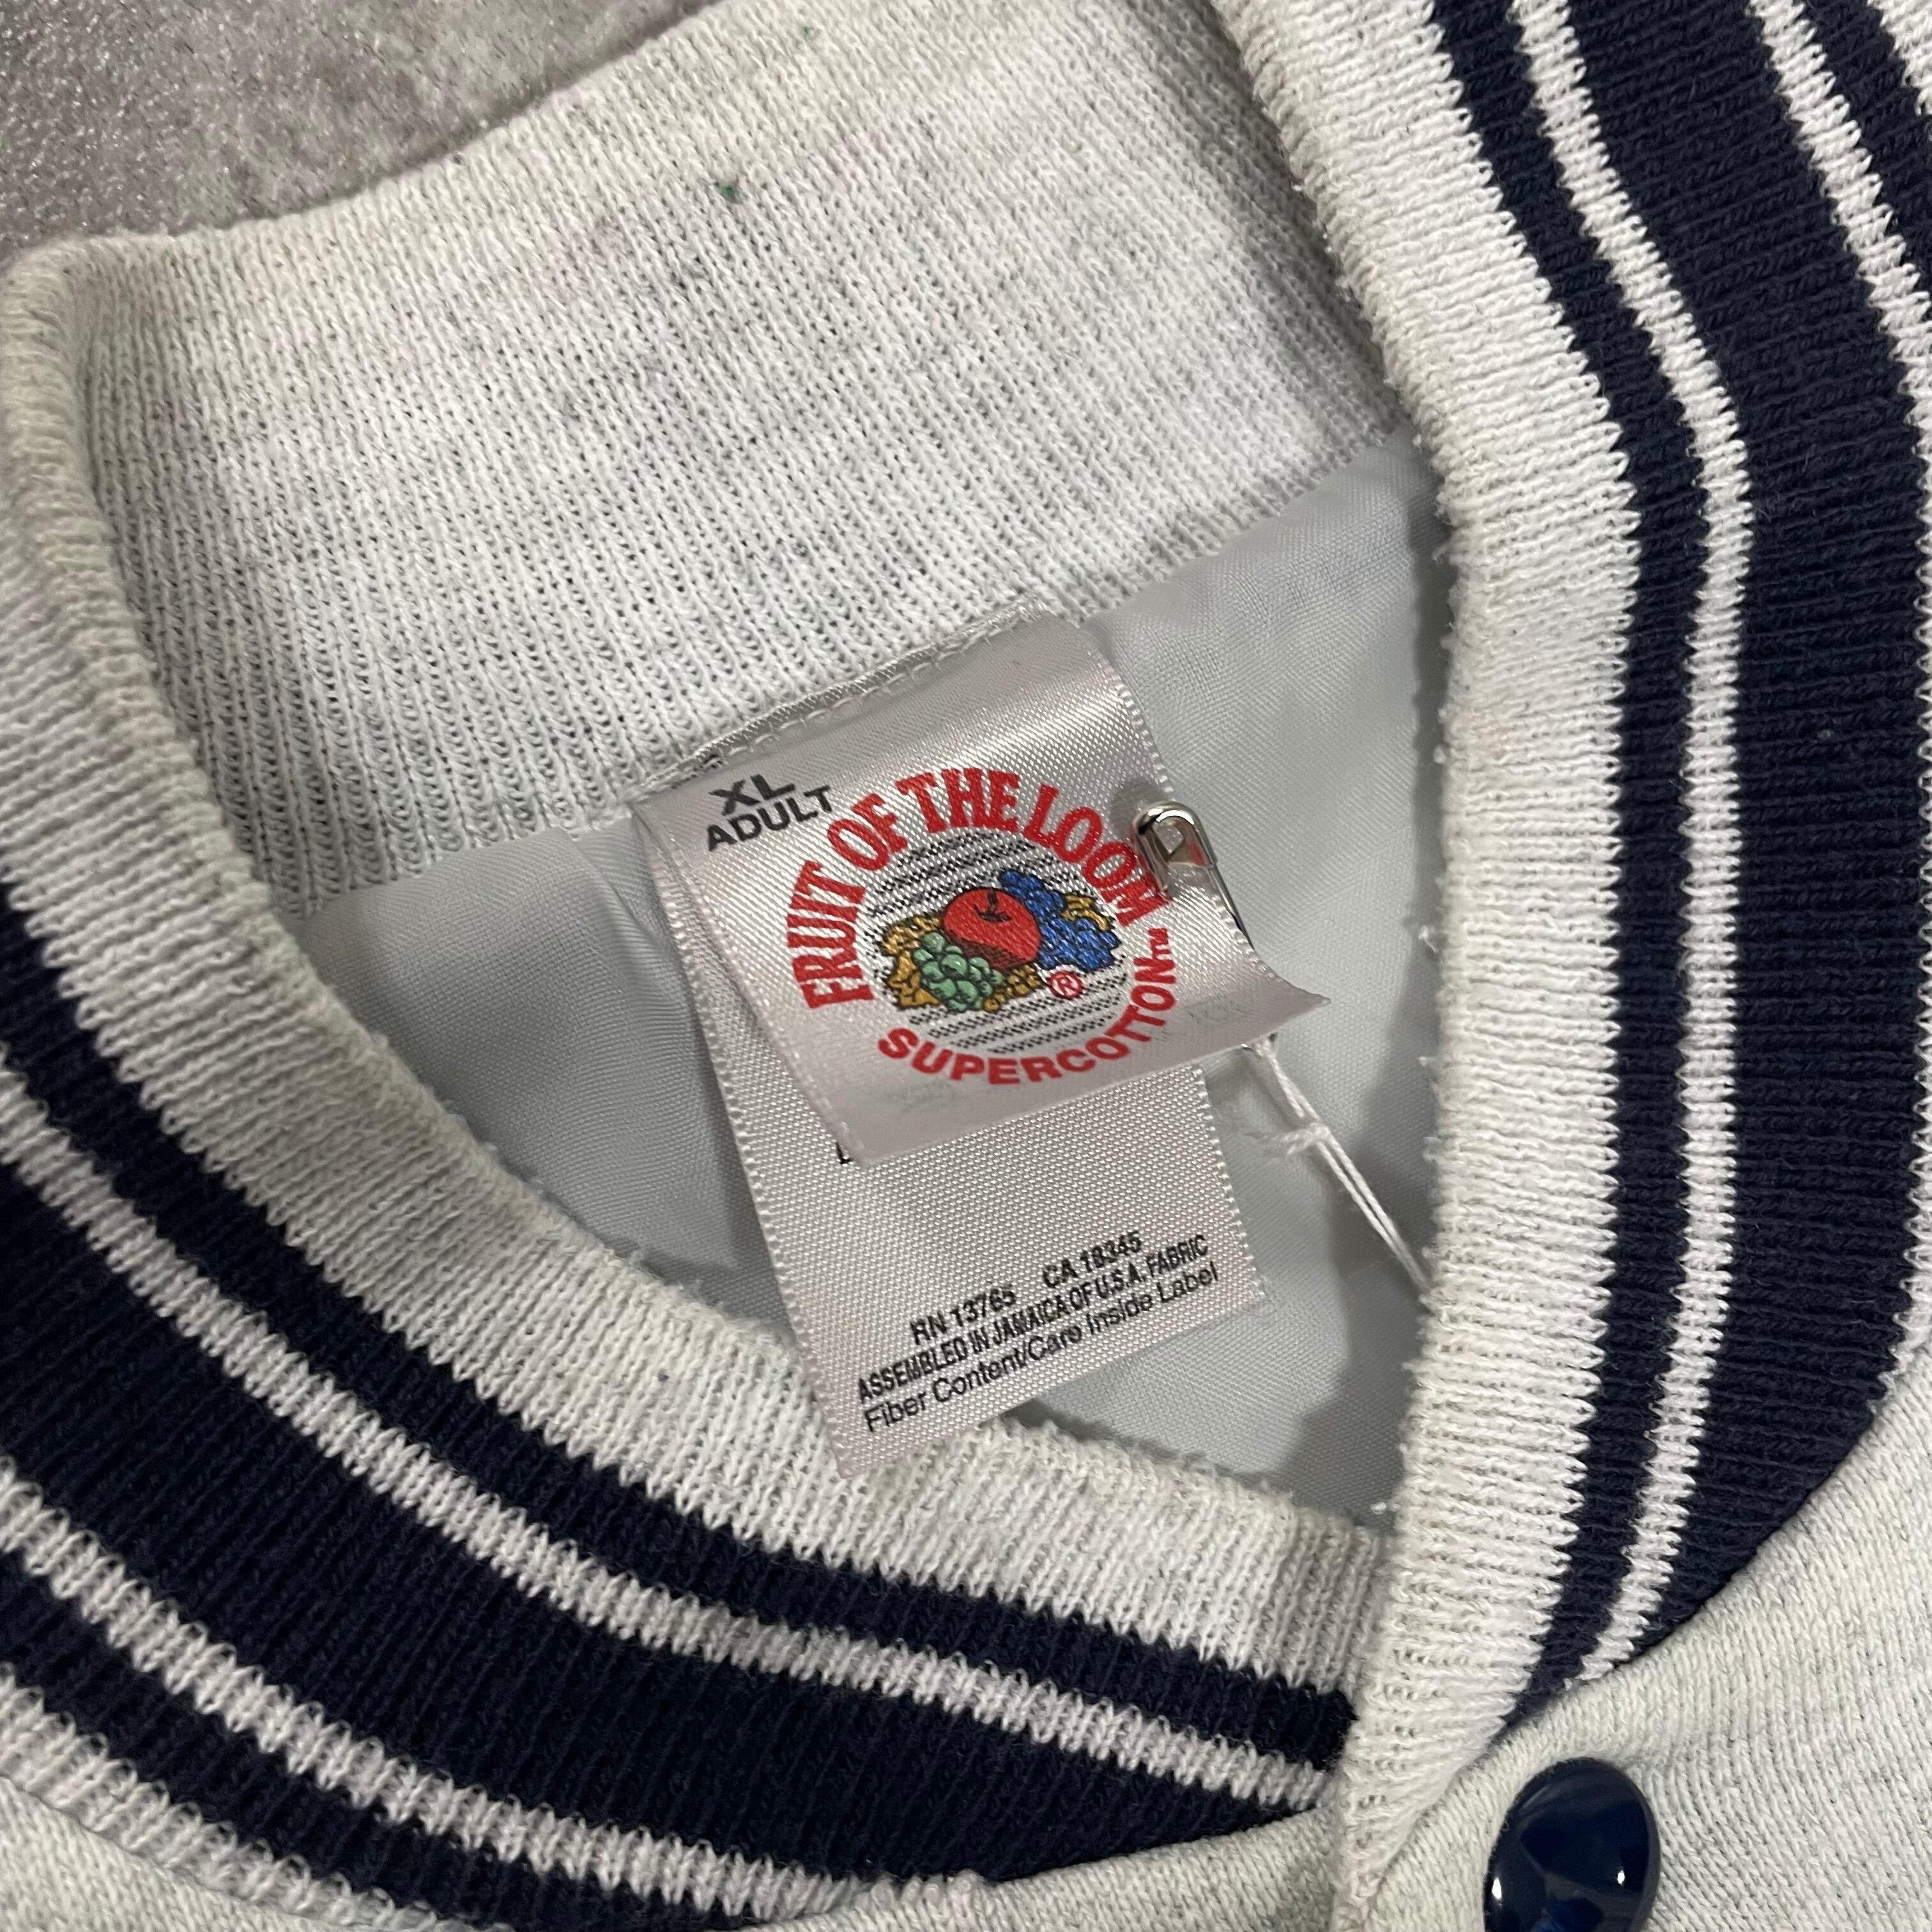 XL
ADULT
FRUIT OF THE LOOM
®
SUPERCOTTON™
RN 13765 CA 18345
ASSEMBLED IN JAMAICA OF U.S.A. FABRIC
Fiber Content/Care Inside Label